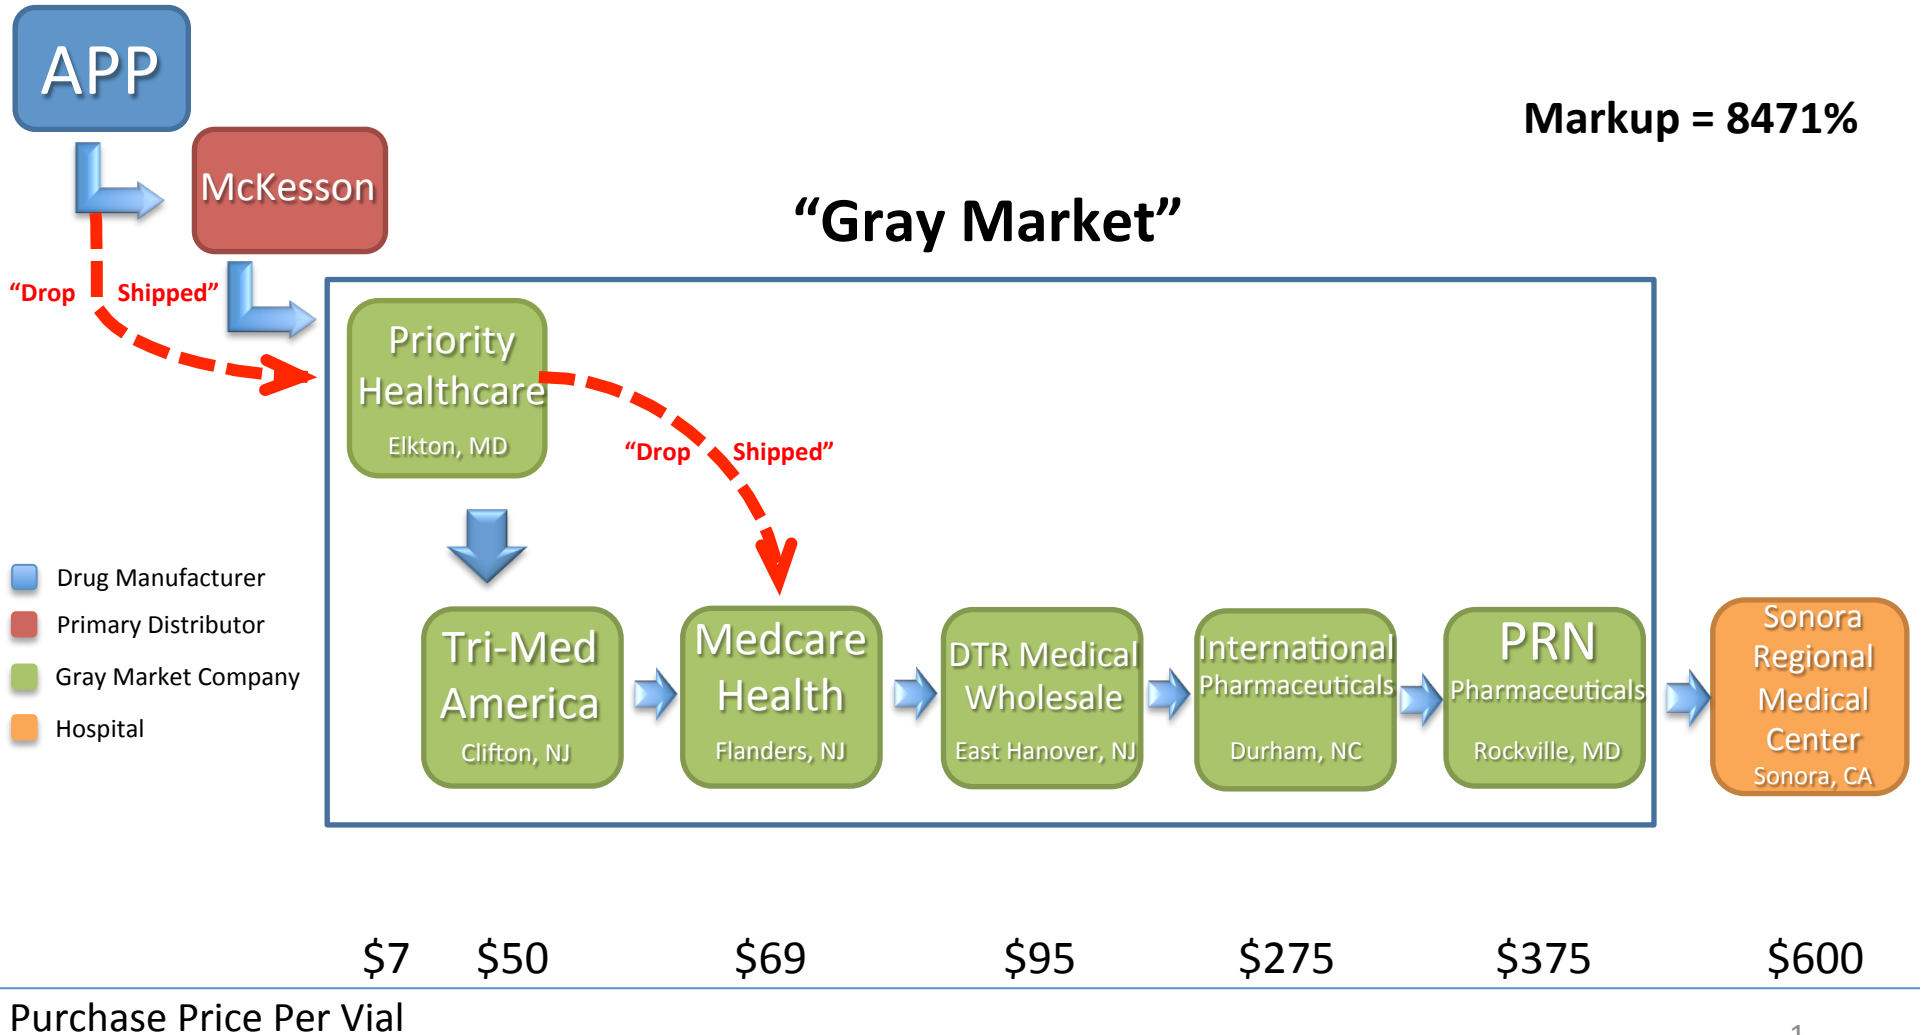 APP
Markup = 8471%
McKesson
“Gray Market”
“Drop Shipped”
Priority
Healthcare
Elkton, MD
“Drop Shipped”
Drug Manufacturer
Primary Distributor
Gray Market Company
Hospital
Tri-Med
America
Clifton, NJ
Medcare
Health
Flanders, NJ
DTR Medical
Wholesale
East Hanover, NJ
International
Pharmaceuticals
Durham, NC
PRN
Pharmaceuticals
Rockville, MD
Sonora
Regional
Medical
Center
Sonora, CA
$7 $50 $69 $95 $275 $375 $600
Purchase Price Per Vial
1